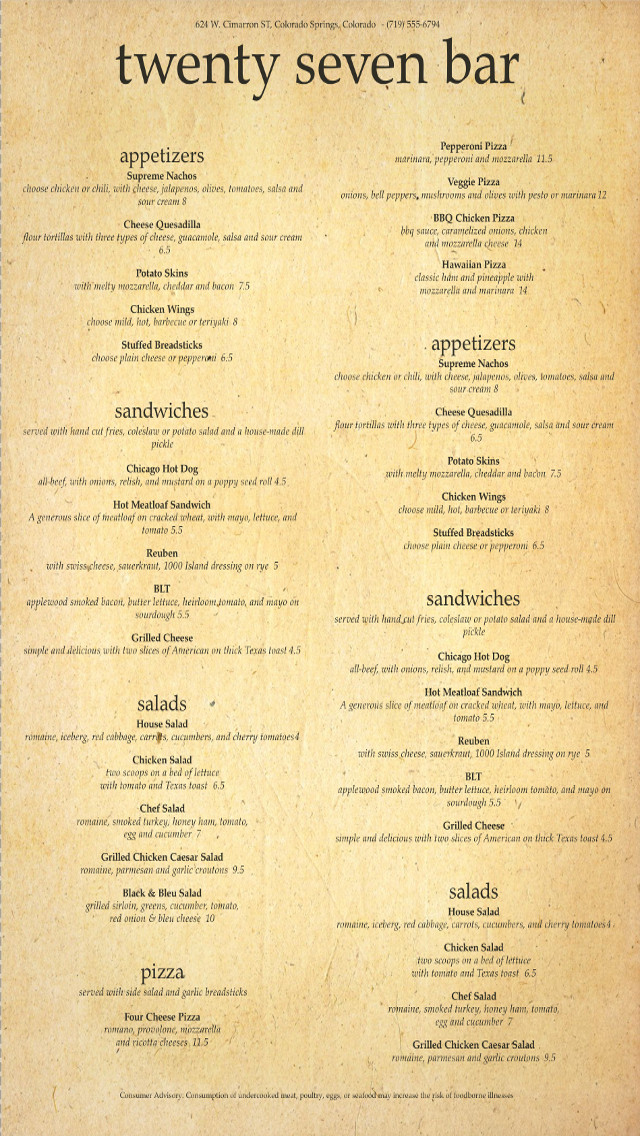 624 W. Cimarron ST, Colorado Springs, Colorado - (719) 555-6794
twenty seven bar
appetizers
Supreme Nachos
choose chicken or chili, with cheese, jalapenos, olives, tomatoes, salsa and
sour cream 8
Cheese Quesadilla
flour tortillas with three types of cheese, guacamole, salsa and sour cream
6.5
Potato Skins
with melty mozzarella, cheddar and bacon 7.5
Chicken Wings
choose mild, hot, barbecue or teriyaki 8
Stuffed Breadsticks
choose plain cheese or pepperoni 6.5
sandwiches
served with hand cut fries, coleslaw or potato salad and a house-made dill
pickle
Chicago Hot Dog
all-beef, with onions, relish, and mustard on a poppy seed roll 4.5
Hot Meatloaf Sandwich
A generous slice of meatloaf on cracked wheat, with mayo, lettuce, and
tomato 5.5
Reuben
with swiss cheese, sauerkraut, 1000 Island dressing on rye 5
BLT
applewood smoked bacon, butter lettuce, heirloom tomato, and mayo on
sourdough 5.5
Grilled Cheese
simple and delicious with two slices of American on thick Texas toast 4.5
salads
House Salad
romaine, iceberg, red cabbage, carrots, cucumbers, and cherry tomatoes4
Chicken Salad
two scoops on a bed of lettuce
with tomato and Texas toast 6.5
Chef Salad
romaine, smoked turkey, honey ham, tomato,
egg and cucumber 7
Grilled Chicken Caesar Salad
romaine, parmesan and garlic croutons 9.5
Black & Bleu Salad
grilled sirloin, greens, cucumber, tomato,
red onion & bleu cheese 10
pizza
served with side salad and garlic breadsticks
Four Cheese Pizza
romano, provolone, mozzarella
and ricotta cheeses 11.5
Pepperoni Pizza
marinara, pepperoni and mozzarella 11.5
Veggie Pizza
onions, bell peppers, mushrooms and olives with pesto or marinara 12
BBQ Chicken Pizza
bbq sauce, caramelized onions, chicken
and mozzarella cheese 14
Hawaiian Pizza
classic ham and pineapple with
mozzarella and marinara 14
appetizers
Supreme Nachos
choose chicken or chili, with cheese, jalapenos, olives, tomatoes, salsa and
sour cream 8
Cheese Quesadilla
flour tortillas with three types of cheese, guacamole, salsa and sour cream
6.5
Potato Skins
with melty mozzarella, cheddar and bacon 7.5
Chicken Wings
choose mild, hot, barbecue or teriyaki 8
Stuffed Breadsticks
choose plain cheese or pepperoni 6.5
sandwiches
served with hand cut fries, coleslaw or potato salad and a house-made dill
pickle
Chicago Hot Dog
all-beef, with onions, relish, and mustard on a poppy seed roll 4.5
Hot Meatloaf Sandwich
A generous slice of meatloaf on cracked wheat, with mayo, lettuce, and
tomato 5.5
Reuben
with swiss cheese, sauerkraut, 1000 Island dressing on rye 5
BLT
applewood smoked bacon, butter lettuce, heirloom tomato, and mayo on
sourdough 5.5
Grilled Cheese
simple and delicious with two slices of American on thick Texas toast 4.5
salads
House Salad
romaine, iceberg, red cabbage, carrots, cucumbers, and cherry tomatoes4
Chicken Salad
two scoops on a bed of lettuce
with tomato and Texas toast 6.5
Chef Salad
romaine, smoked turkey, honey ham, tomato,
egg and cucumber 7
Grilled Chicken Caesar Salad
romaine, parmesan and garlic croutons 9.5
Consumer Advisory: Consumption of undercooked meat, poultry, eggs, or seafood may increase the risk of foodborne illnesses